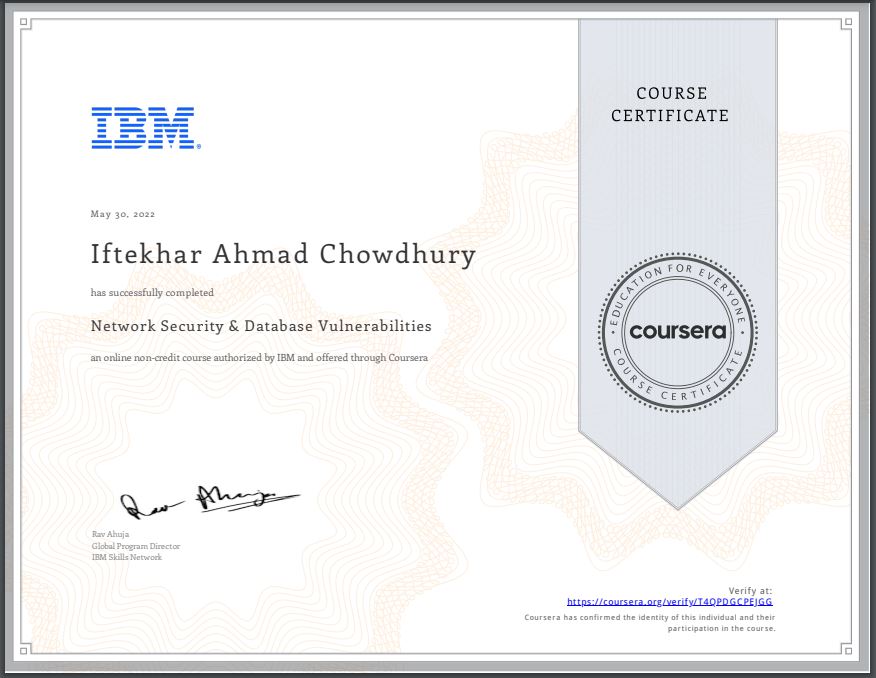 COURSE
CERTIFICATE
IBM®
May 30, 2022
Iftekhar Ahmad Chowdhury
has successfully completed
Network Security & Database Vulnerabilities
an online non-credit course authorized by IBM and offered through Coursera
EDUCATION FOR EVERYONE
coursera
COURSE CERTIFICATE
Rav Ahuja
Rav Ahuja
Global Program Director
IBM Skills Network
Verify at:
https://coursera.org/verify/T4QPDGCPEJGG
Coursera has confirmed the identity of this individual and their
participation in the course.